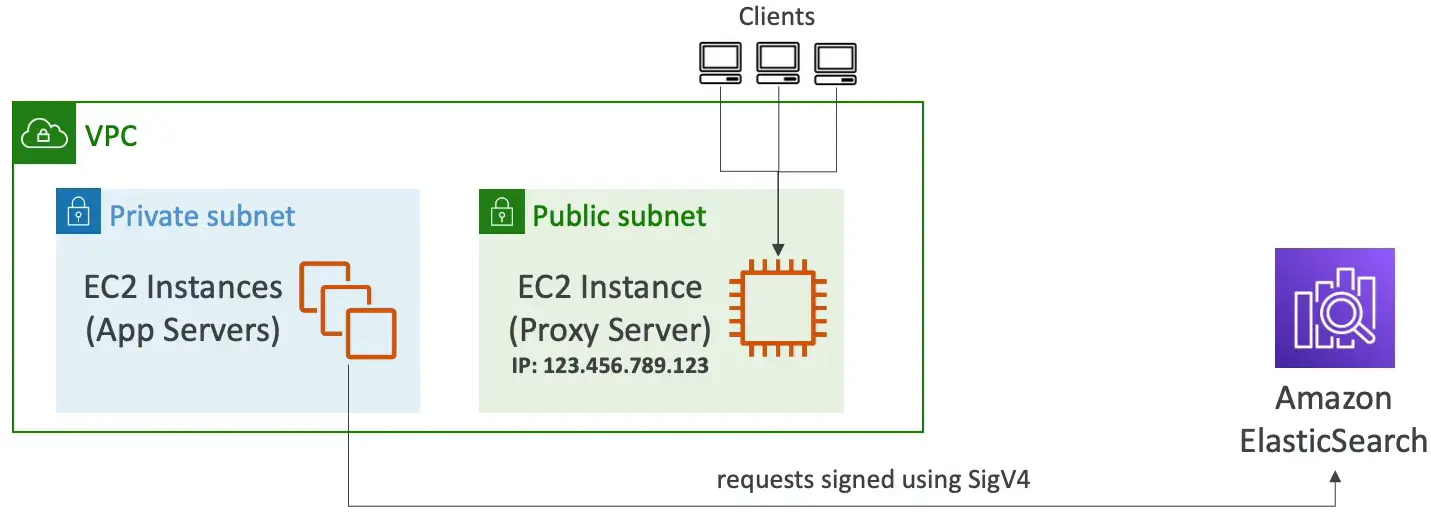 Clients
VPC
Private subnet
EC2 Instances
(App Servers)
Public subnet
EC2 Instance
(Proxy Server)
IP: 123.456.789.123
Amazon
ElasticSearch
requests signed using SigV4